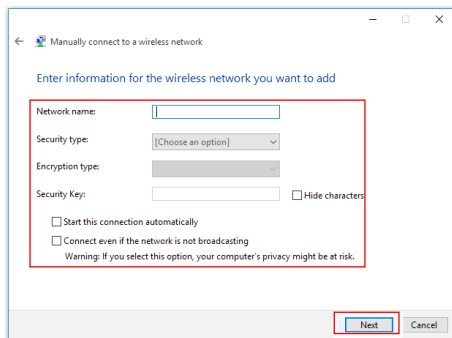 Manually connect to a wireless network
Enter information for the wireless network you want to add
Network name:
Security type: [Choose an option]
Encryption type:
Security Key: Hide characters
Start this connection automatically
Connect even if the network is not broadcasting
Warning: If you select this option, your computer's privacy might be at risk.
Next Cancel